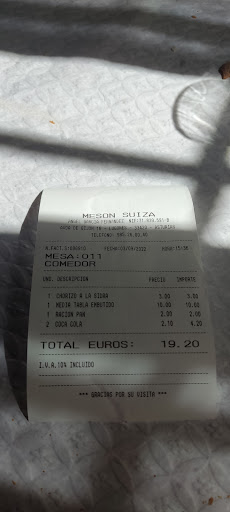 MESON SUIZA
MESA:011
COMEDOR
UDS. DESCRIPCION PRECIO IMPORTE
1 CHORIZO A LA SIDRA 3.00 3.00
1 MEDIA TABLA EMBUTIDO 10.00 10.00
1 RACION PAN 2.00 2.00
2 COCA COLA 2.10 4.20
TOTAL EUROS: 19.20
I.V.A.10% INCLUIDO
*** GRACIAS POR SU VISITA ***